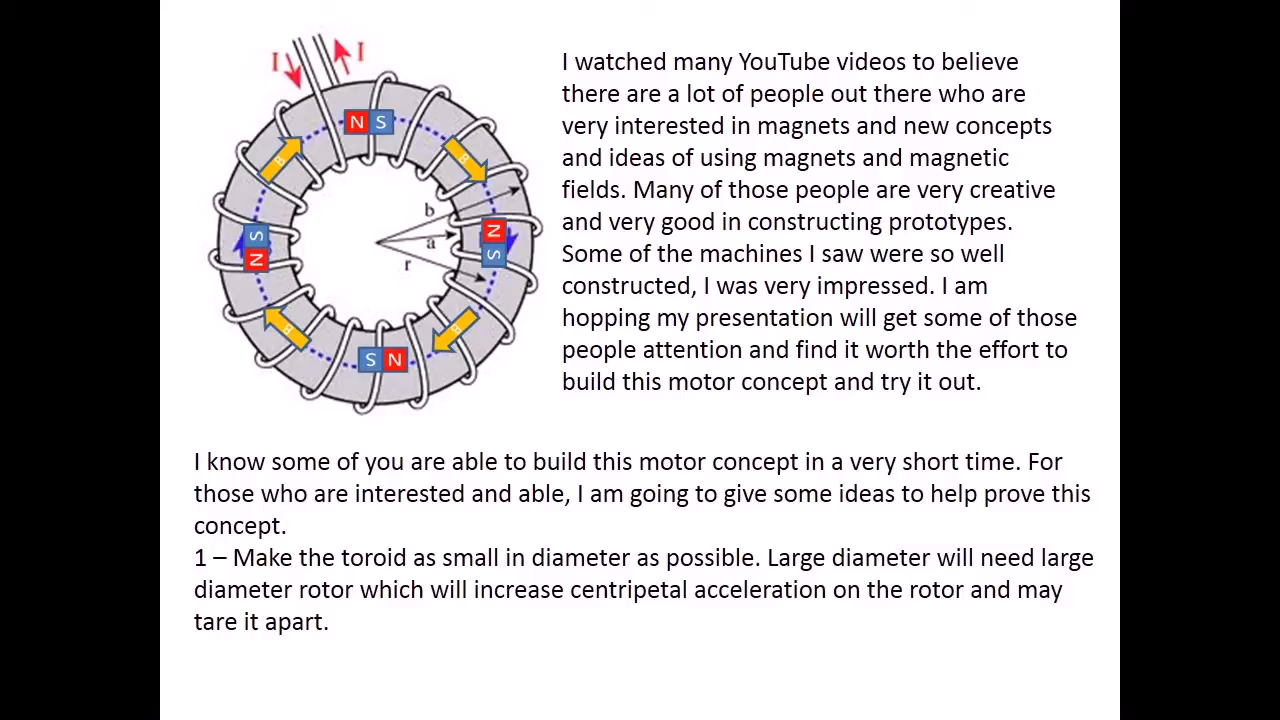 I I
N S
B B
b
S N
a
N S
r
B B
S N
I watched many YouTube videos to believe
there are a lot of people out there who are
very interested in magnets and new concepts
and ideas of using magnets and magnetic
fields. Many of those people are very creative
and very good in constructing prototypes.
Some of the machines I saw were so well
constructed, I was very impressed. I am
hopping my presentation will get some of those
people attention and find it worth the effort to
build this motor concept and try it out.
I know some of you are able to build this motor concept in a very short time. For
those who are interested and able, I am going to give some ideas to help prove this
concept.
1 – Make the toroid as small in diameter as possible. Large diameter will need large
diameter rotor which will increase centripetal acceleration on the rotor and may
tare it apart.